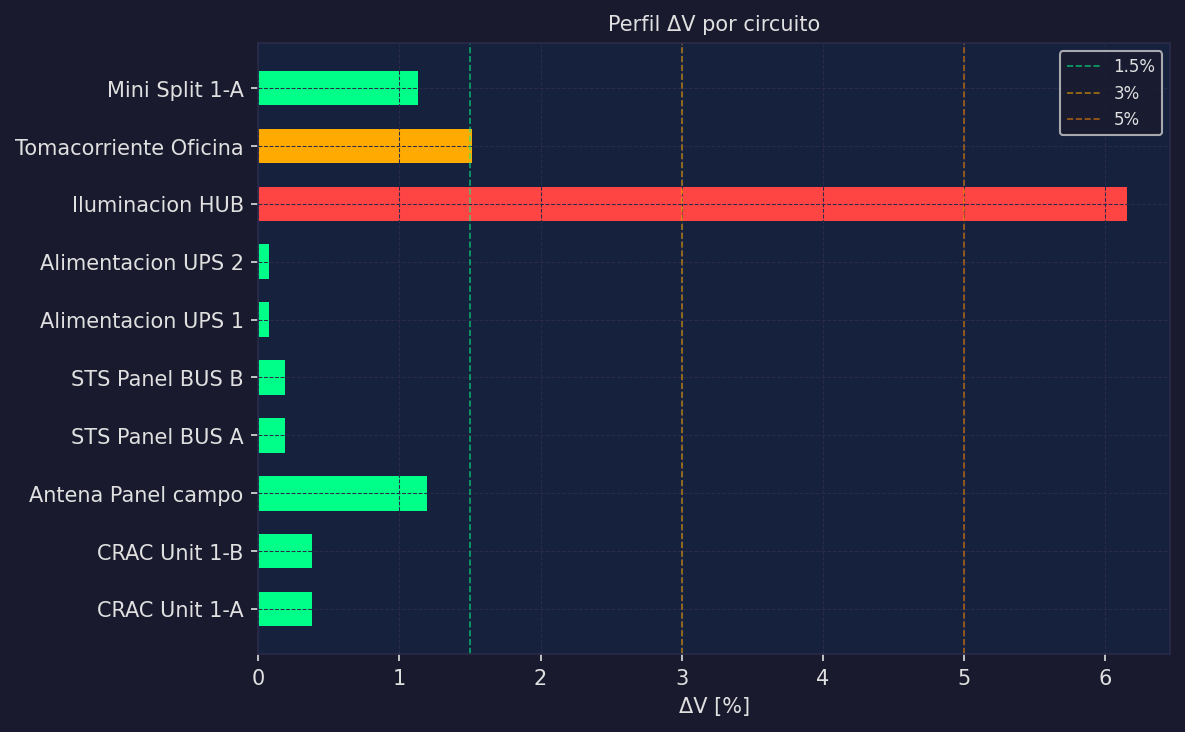 Perfil ΔV por circuito
1.5%
3%
5%
Mini Split 1-A
Tomacorriente Oficina
Iluminacion HUB
Alimentacion UPS 2
Alimentacion UPS 1
STS Panel BUS B
STS Panel BUS A
Antena Panel campo
CRAC Unit 1-B
CRAC Unit 1-A
0 1 2 3 4 5 6
ΔV [%]